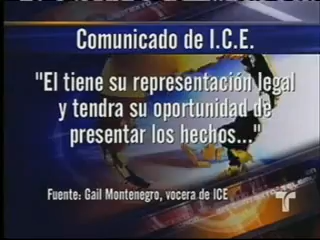 Comunicado de I.C.E.
"El tiene su representación legal
y tendra su oportunidad de
presentar los hechos..."
Fuente: Gail Montenegro, vocera de ICE